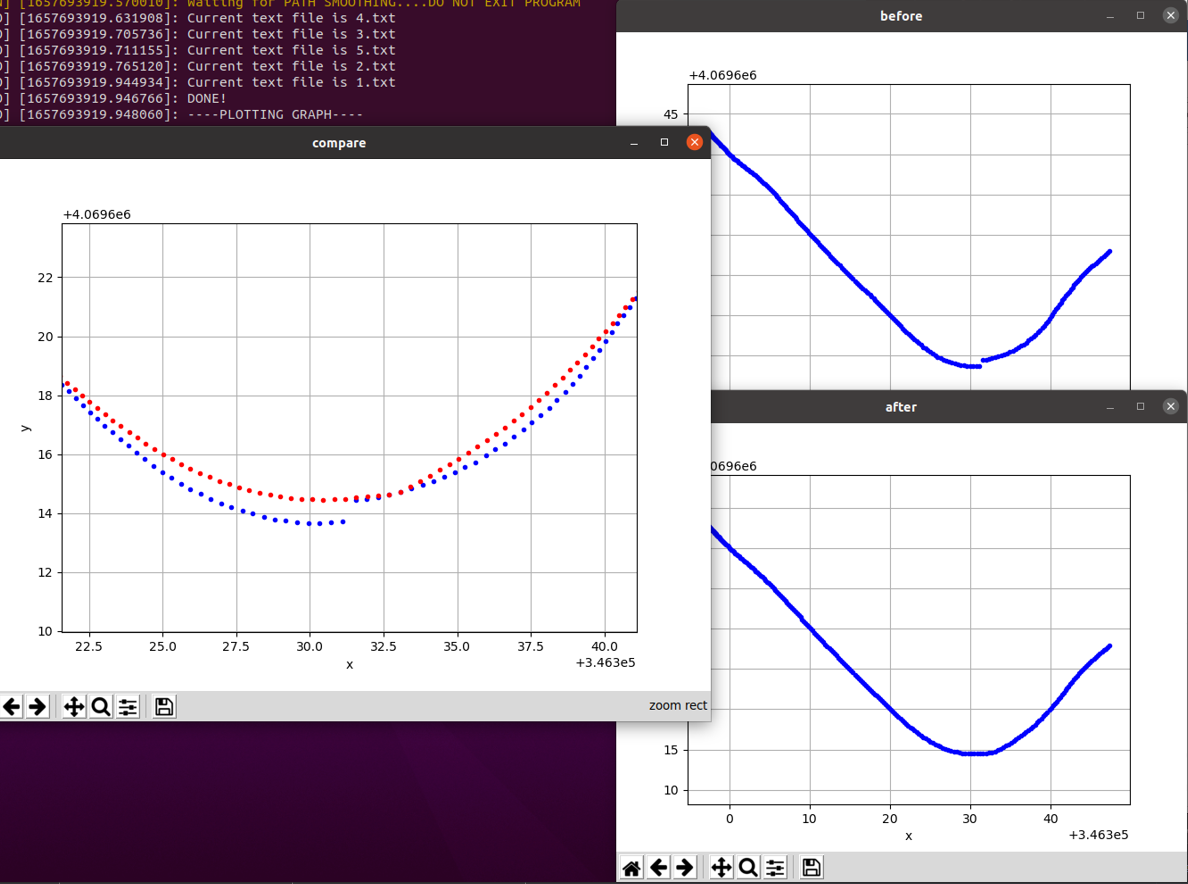 ] [1657693919.570010]: Waiting for PATH SMOOTHING....DO NOT EXIT PROGRAM
] [1657693919.631908]: Current text file is 4.txt
] [1657693919.705736]: Current text file is 3.txt
] [1657693919.711155]: Current text file is 5.txt
] [1657693919.765120]: Current text file is 2.txt
] [1657693919.944934]: Current text file is 1.txt
] [1657693919.946766]: DONE!
] [1657693919.948060]: ----PLOTTING GRAPH----
before
+4.0696e6
45
compare
+4.0696e6
22
20
18
16
14
12
10
y
22.5
25.0
27.5
30.0
32.5
35.0
37.5
40.0
x
+3.463e5
zoom rect
after
0696e6
15
10
0
10
20
30
40
x
+3.463e5